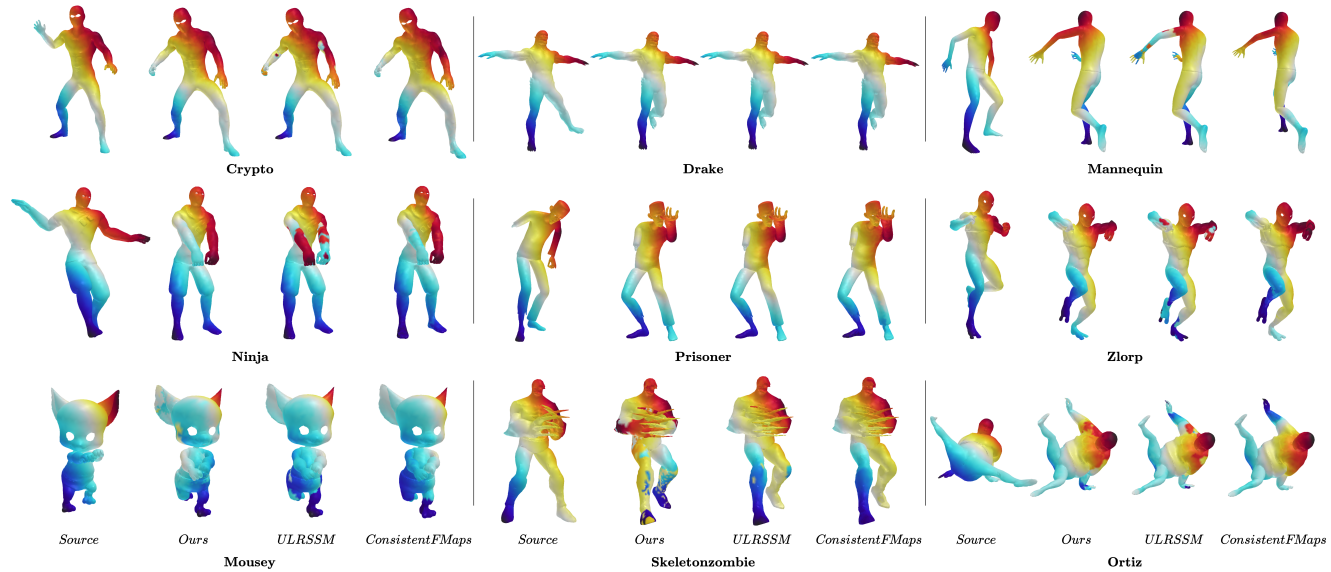 Crypto
Drake
Mannequin
Ninja
Prisoner
Zlorp
Source Ours ULRSSM ConsistentFMaps Source Ours ULRSSM ConsistentFMaps Source Ours ULRSSM ConsistentFMaps
Mousey
Skeletonzombie
Ortiz